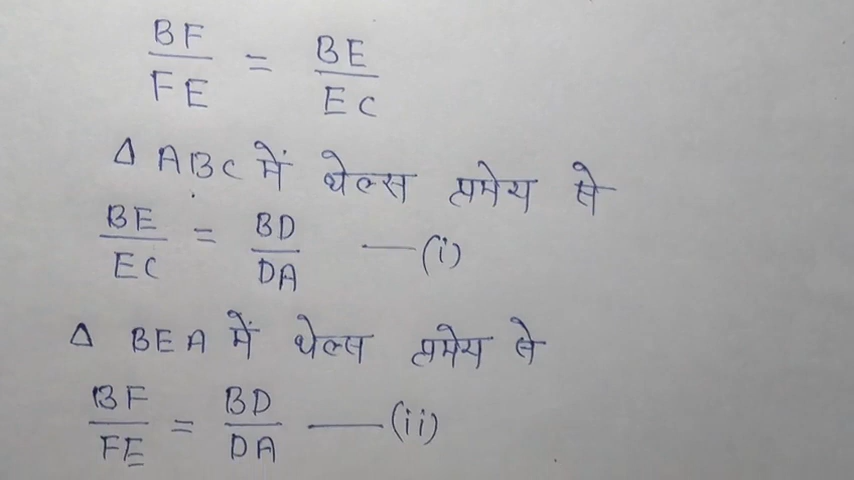 BF/FE = BE/EC
Δ ABC में थेल्स प्रमेय से
BE/EC = BD/DA —(i)
Δ BEA में थेल्स प्रमेय से
BF/FE = BD/DA —(ii)